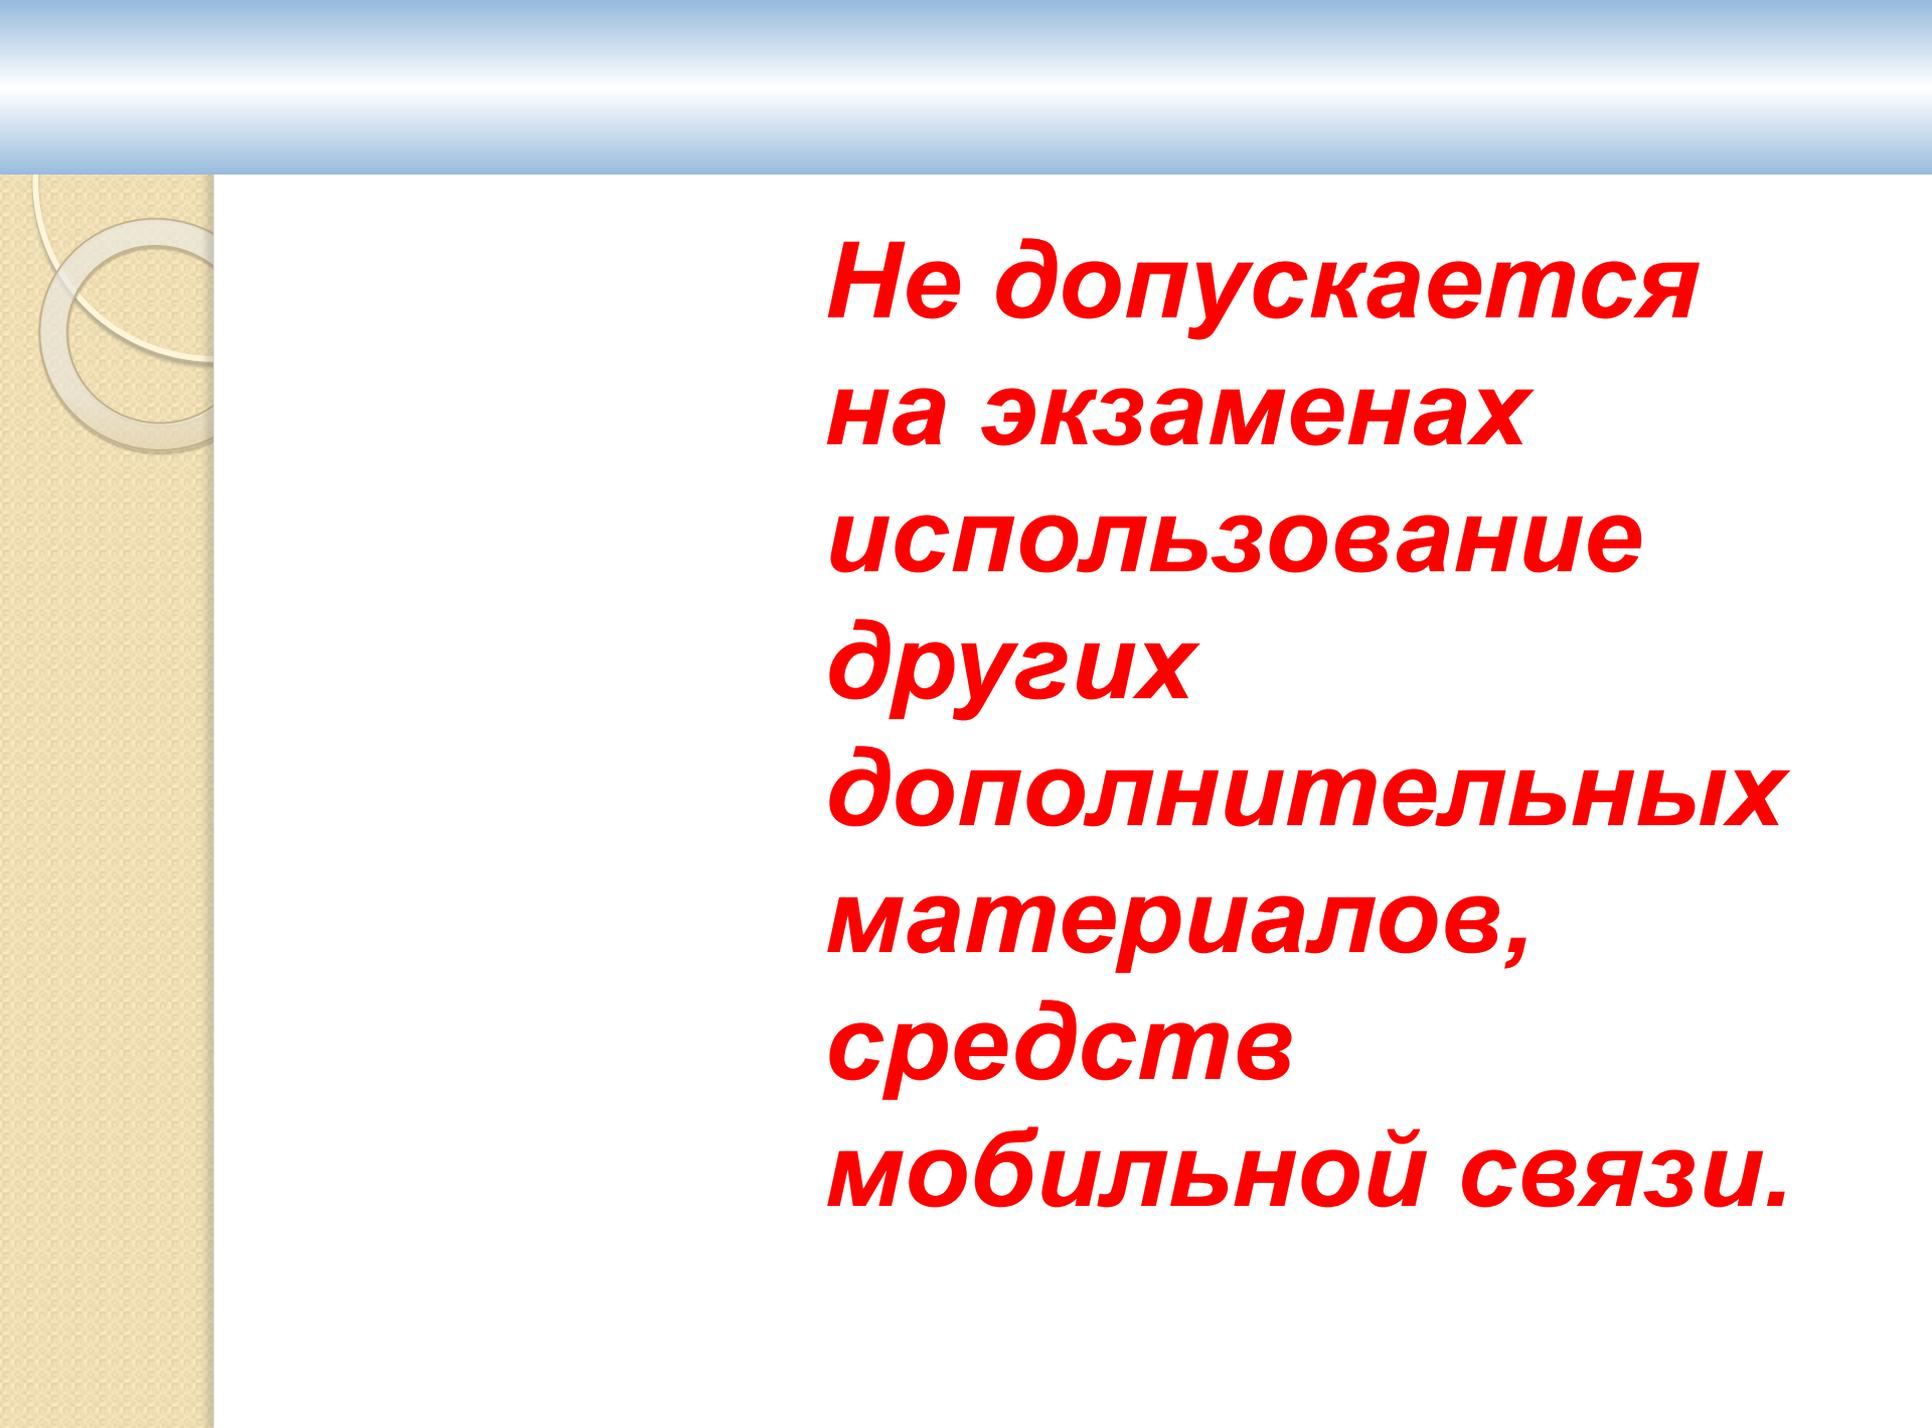 Не допускается
на экзаменах
использование
других
дополнительных
материалов,
средств
мобильной связи.